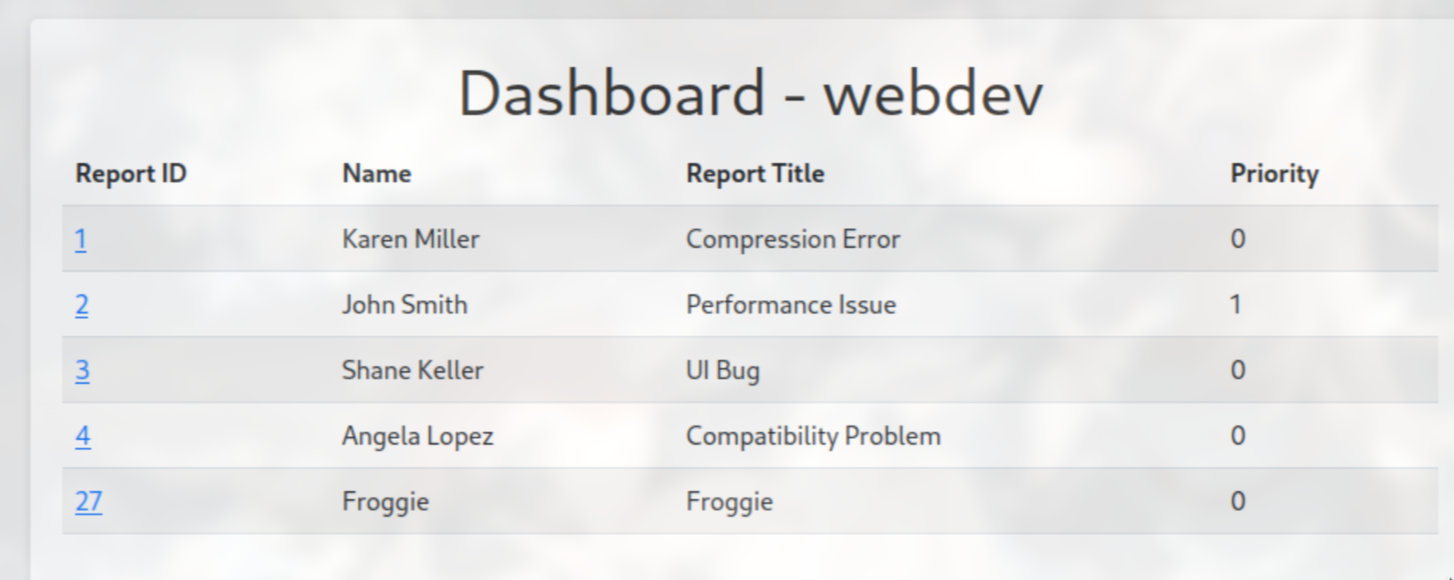 Dashboard - webdev
Report ID Name Report Title Priority
1 Karen Miller Compression Error 0
2 John Smith Performance Issue 1
3 Shane Keller UI Bug 0
4 Angela Lopez Compatibility Problem 0
27 Froggie Froggie 0